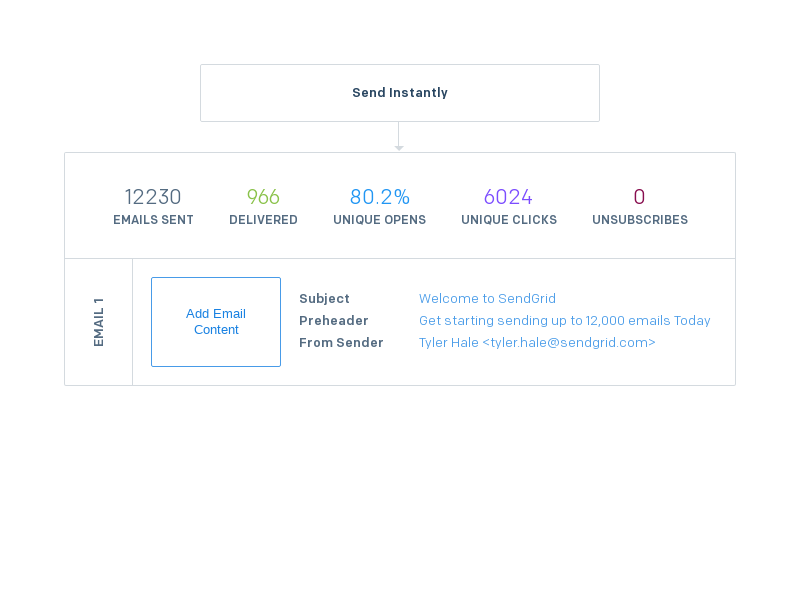 Send Instantly
12230 966 80.2% 6024 0
EMAILS SENT DELIVERED UNIQUE OPENS UNIQUE CLICKS UNSUBSCRIBES
EMAIL 1
Add Email
Content
Subject Welcome to SendGrid
Preheader Get starting sending up to 12,000 emails Today
From Sender Tyler Hale <tyler.hale@sendgrid.com>